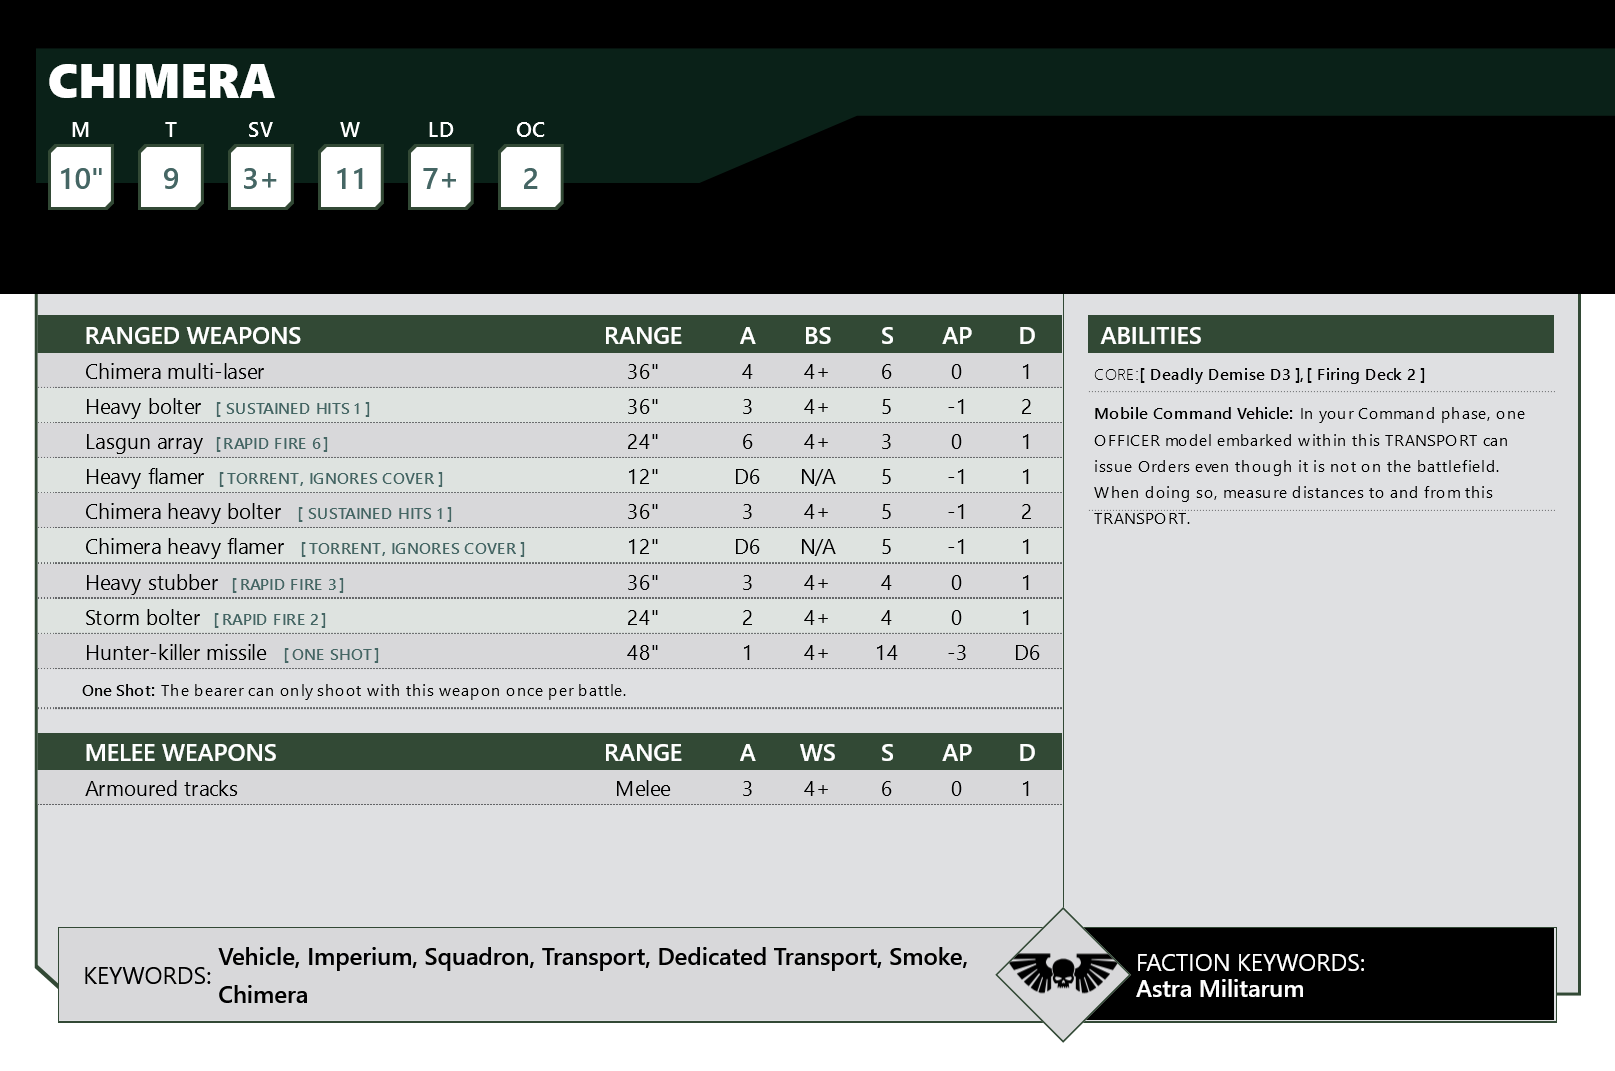 CHIMERA
M T SV W LD OC
10" 9 3+ 11 7+ 2
RANGED WEAPONS RANGE A BS S AP D
Chimera multi-laser 36" 4 4+ 6 0 1
Heavy bolter [ SUSTAINED HITS 1 ] 36" 3 4+ 5 -1 2
Lasgun array [RAPID FIRE 6] 24" 6 4+ 3 0 1
Heavy flamer [TORRENT, IGNORES COVER ] 12" D6 N/A 5 -1 1
Chimera heavy bolter [ SUSTAINED HITS 1 ] 36" 3 4+ 5 -1 2
Chimera heavy flamer [TORRENT, IGNORES COVER ] 12" D6 N/A 5 -1 1
Heavy stubber [RAPID FIRE 3] 36" 3 4+ 4 0 1
Storm bolter [RAPID FIRE 2] 24" 2 4+ 4 0 1
Hunter-killer missile [ONE SHOT] 48" 1 4+ 14 -3 D6
One Shot: The bearer can only shoot with this weapon once per battle.
MELEE WEAPONS RANGE A WS S AP D
Armoured tracks Melee 3 4+ 6 0 1
ABILITIES
CORE:[ Deadly Demise D3 ], [ Firing Deck 2 ]
Mobile Command Vehicle: In your Command phase, one
OFFICER model embarked within this TRANSPORT can
issue Orders even though it is not on the battlefield.
When doing so, measure distances to and from this
TRANSPORT.
KEYWORDS: Vehicle, Imperium, Squadron, Transport, Dedicated Transport, Smoke,
Chimera
FACTION KEYWORDS:
Astra Militarum